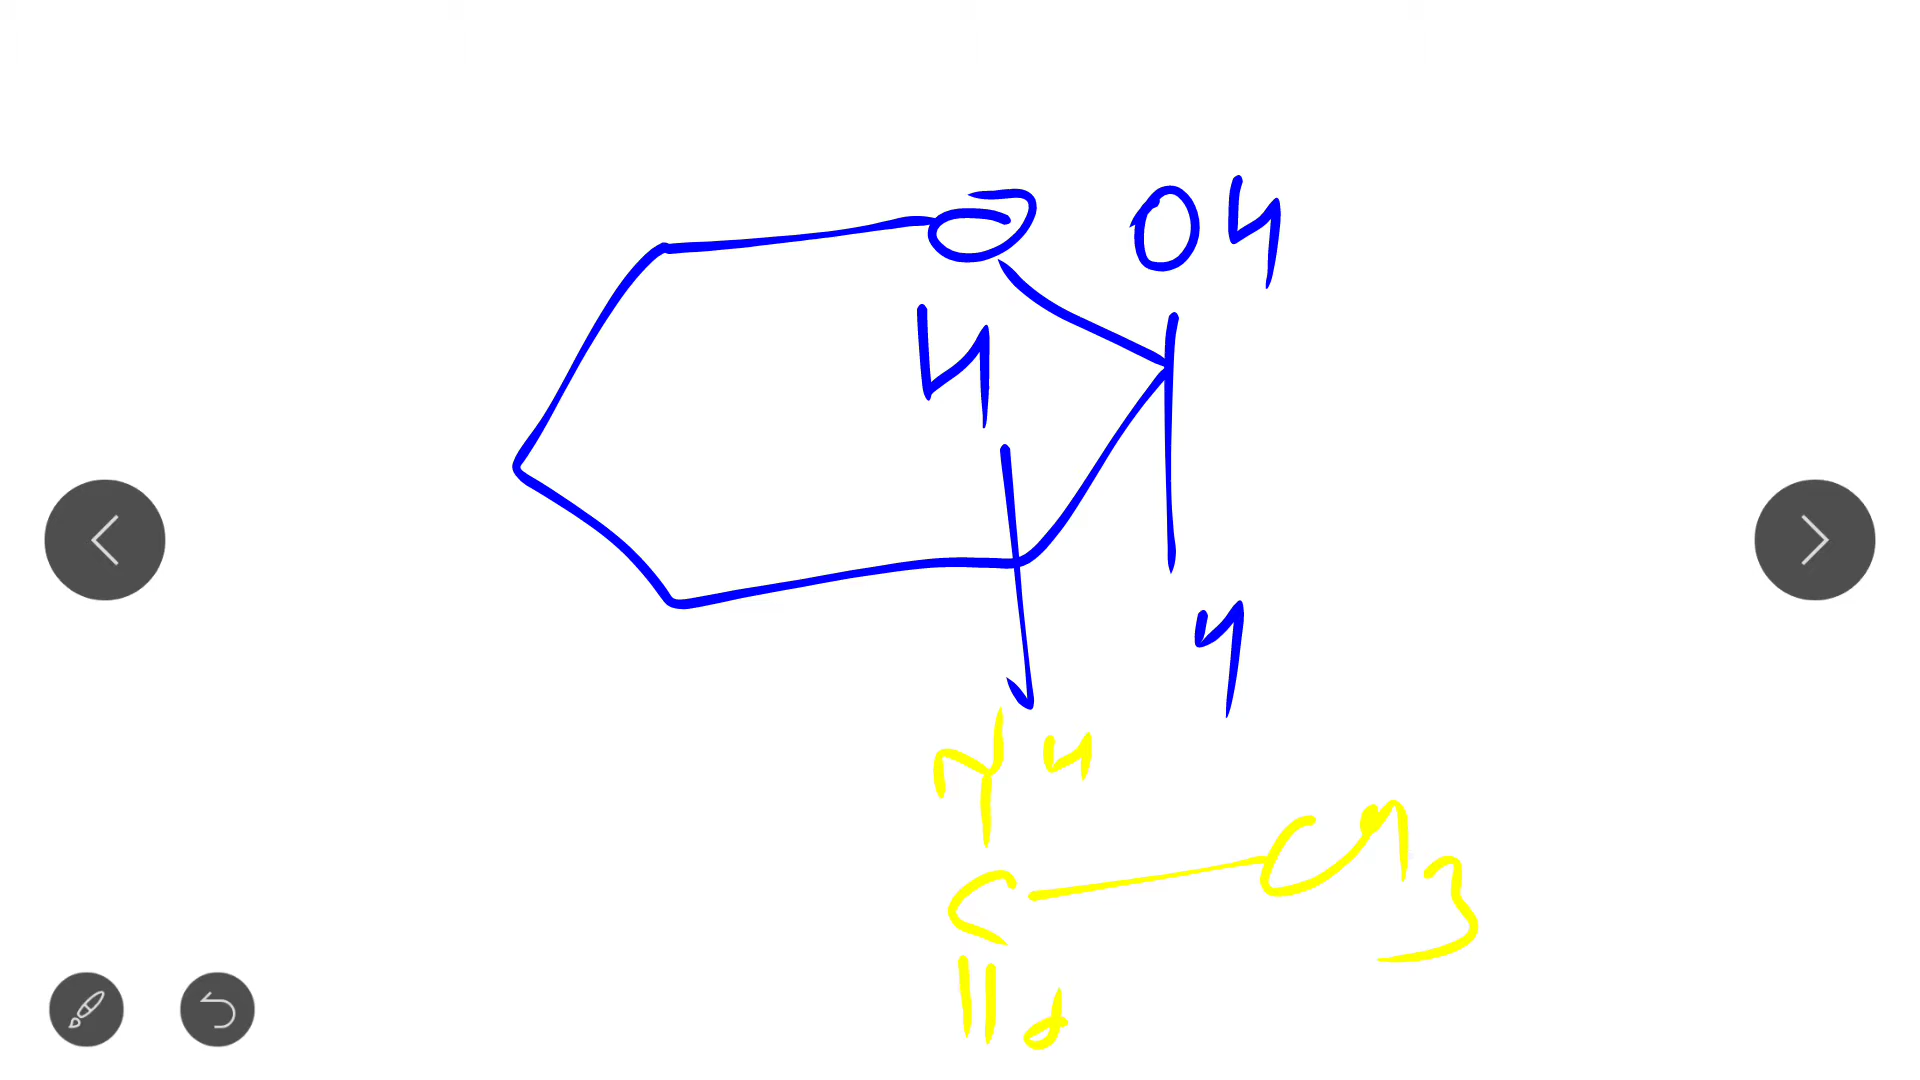 O OH
H
H
NH
C — CH3
|| O